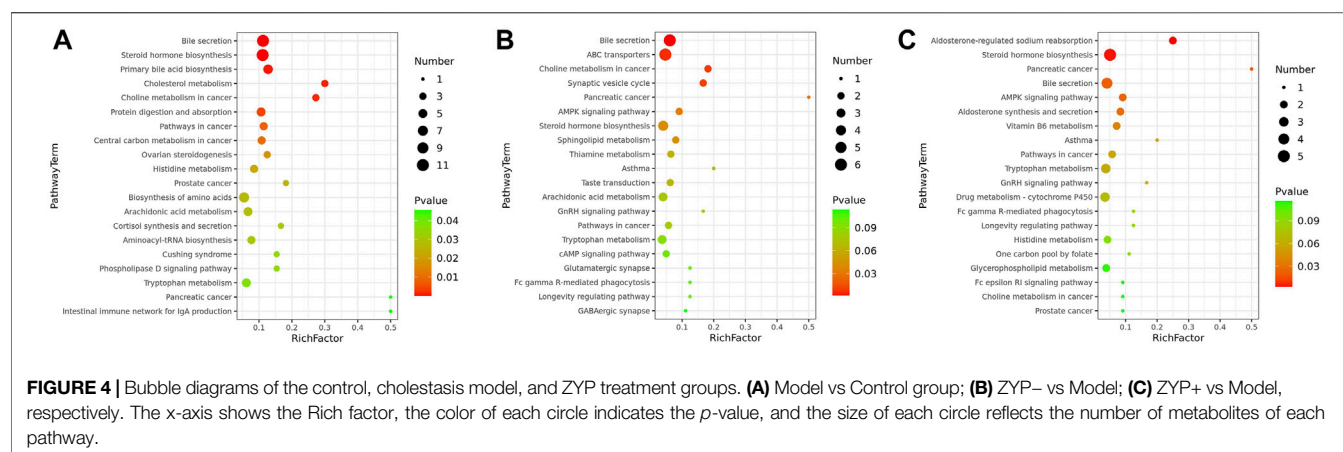 A
PathwayTerm
Bile secretion
Steroid hormone biosynthesis
Primary bile acid biosynthesis
Cholesterol metabolism
Choline metabolism in cancer
Protein digestion and absorption
Pathways in cancer
Central carbon metabolism in cancer
Ovarian steroidogenesis
Histidine metabolism
Prostate cancer
Biosynthesis of amino acids
Arachidonic acid metabolism
Cortisol synthesis and secretion
Aminoacyl-tRNA biosynthesis
Cushing syndrome
Phospholipase D signaling pathway
Tryptophan metabolism
Pancreatic cancer
Intestinal immune network for IgA production
0.1 0.2 0.3 0.4 0.5
RichFactor
Number
1
3
5
7
9
11
Pvalue
0.04
0.03
0.02
0.01
B
PathwayTerm
Bile secretion
ABC transporters
Choline metabolism in cancer
Synaptic vesicle cycle
Pancreatic cancer
AMPK signaling pathway
Steroid hormone biosynthesis
Sphingolipid metabolism
Thiamine metabolism
Asthma
Taste transduction
Arachidonic acid metabolism
GnRH signaling pathway
Pathways in cancer
Tryptophan metabolism
cAMP signaling pathway
Glutamatergic synapse
Fc gamma R-mediated phagocytosis
Longevity regulating pathway
GABAergic synapse
0.1 0.2 0.3 0.4 0.5
RichFactor
Number
1
2
3
4
5
6
Pvalue
0.09
0.06
0.03
C
PathwayTerm
Aldosterone-regulated sodium reabsorption
Steroid hormone biosynthesis
Pancreatic cancer
Bile secretion
AMPK signaling pathway
Aldosterone synthesis and secretion
Vitamin B6 metabolism
Asthma
Pathways in cancer
Tryptophan metabolism
GnRH signaling pathway
Drug metabolism - cytochrome P450
Fc gamma R-mediated phagocytosis
Longevity regulating pathway
Histidine metabolism
One carbon pool by folate
Glycerophospholipid metabolism
Fc epsilon RI signaling pathway
Choline metabolism in cancer
Prostate cancer
0.1 0.2 0.3 0.4 0.5
RichFactor
Number
1
2
3
4
5
Pvalue
0.09
0.06
0.03
FIGURE 4 | Bubble diagrams of the control, cholestasis model, and ZYP treatment groups. (A) Model vs Control group; (B) ZYP− vs Model; (C) ZYP+ vs Model,
respectively. The x-axis shows the Rich factor, the color of each circle indicates the p-value, and the size of each circle reflects the number of metabolites of each
pathway.